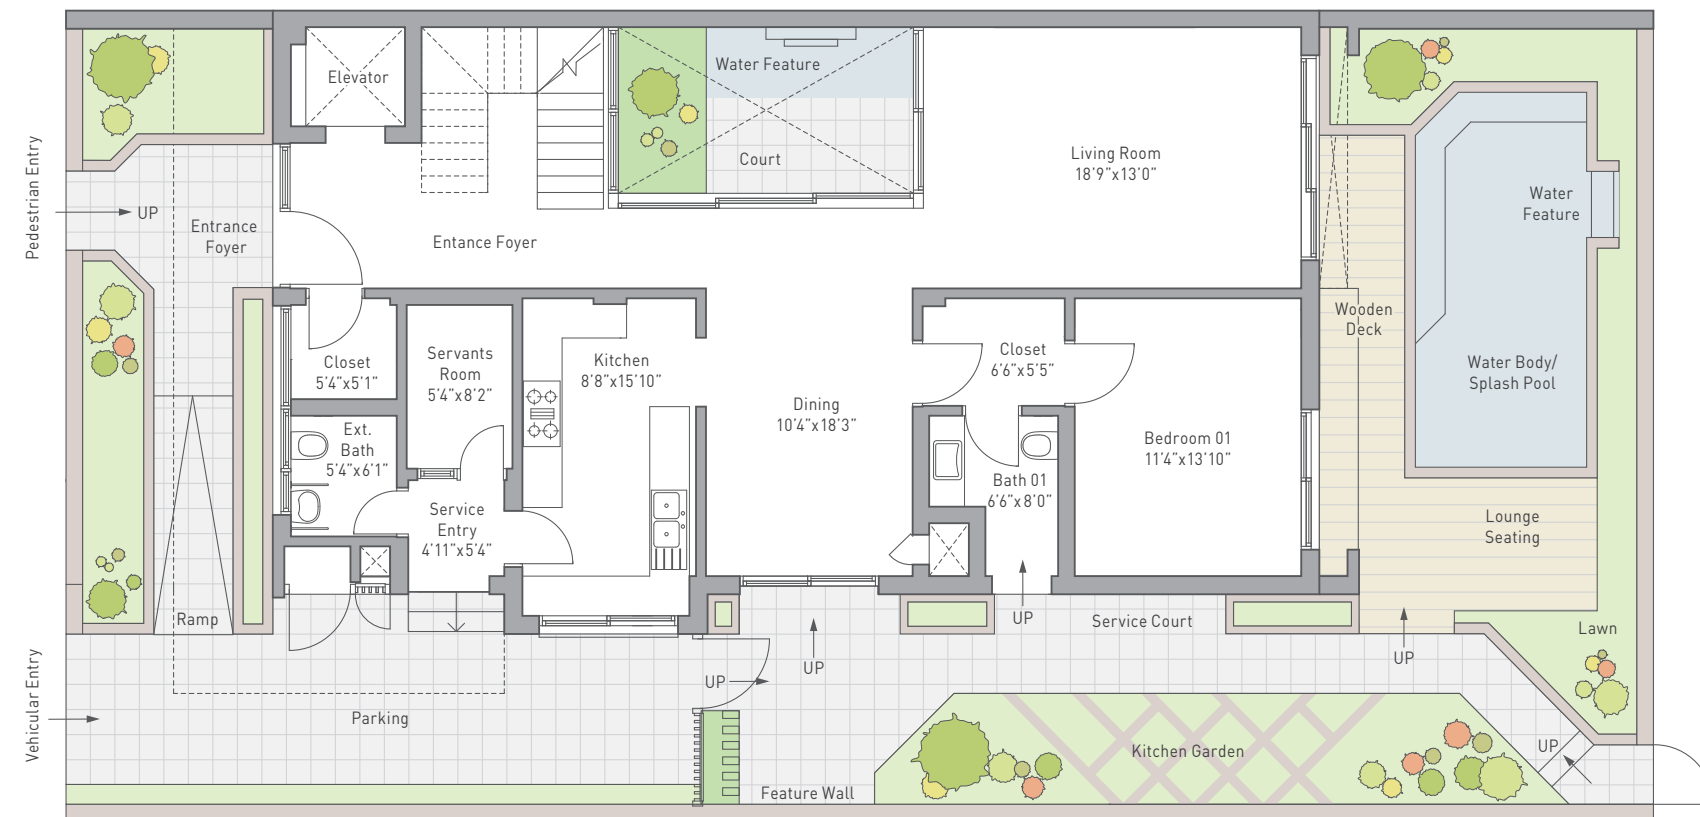 Elevator
Water Feature
Court
Living Room
18'9"x13'0"
Pedestrian Entry
UP
Entrance
Foyer
Entance Foyer
Water
Feature
Wooden
Deck
Closet
5'4"x5'1"
Servants
Room
5'4"x8'2"
Kitchen
8'8"x15'10"
Closet
6'6"x5'5"
Water Body/
Splash Pool
Dining
10'4"x18'3"
Ext.
Bath
5'4"x6'1"
Bedroom 01
11'4"x13'10"
Bath 01
6'6"x8'0"
Service
Entry
4'11"x5'4"
Lounge
Seating
Ramp
UP
Service Court
Lawn
UP
UP
UP
Vehicular Entry
Parking
Kitchen Garden
UP
Feature Wall